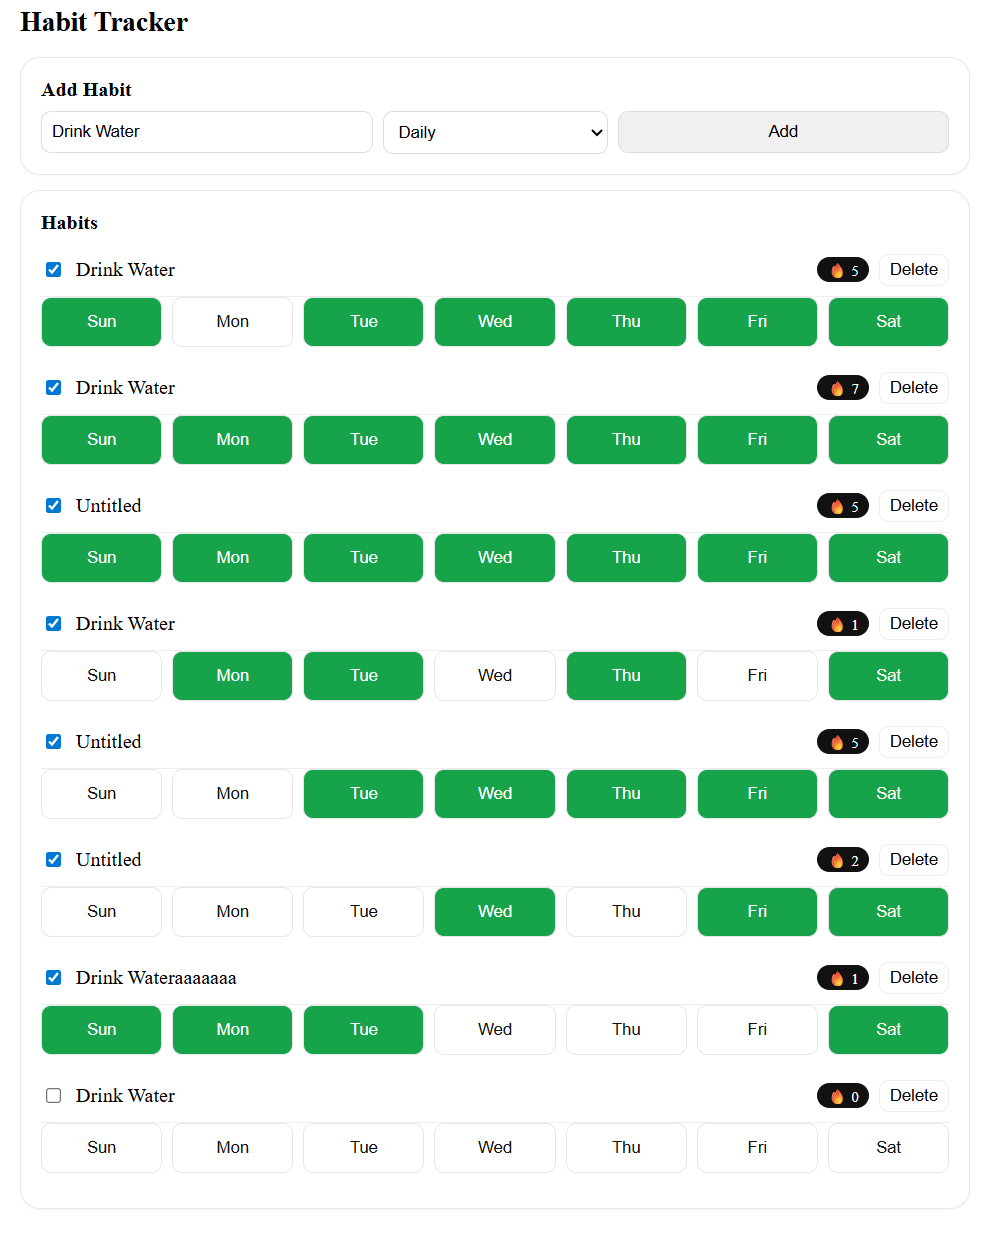 Habit Tracker
Add Habit
Drink Water Daily Add
Habits
Drink Water 🔥 5 Delete
Sun Mon Tue Wed Thu Fri Sat
Drink Water 🔥 7 Delete
Sun Mon Tue Wed Thu Fri Sat
Untitled 🔥 5 Delete
Sun Mon Tue Wed Thu Fri Sat
Drink Water 🔥 1 Delete
Sun Mon Tue Wed Thu Fri Sat
Untitled 🔥 5 Delete
Sun Mon Tue Wed Thu Fri Sat
Untitled 🔥 2 Delete
Sun Mon Tue Wed Thu Fri Sat
Drink Wateraaaaaaa 🔥 1 Delete
Sun Mon Tue Wed Thu Fri Sat
Drink Water 🔥 0 Delete
Sun Mon Tue Wed Thu Fri Sat